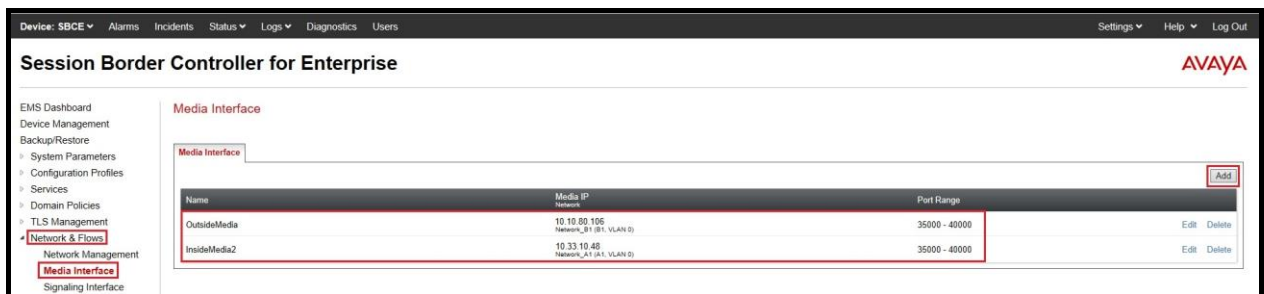 Device: SBCE Alarms Incidents Status Logs Diagnostics Users Settings Help Log Out
Session Border Controller for Enterprise
AVAYA
EMS Dashboard
Device Management
Backup/Restore
System Parameters
Configuration Profiles
Services
Domain Policies
TLS Management
Network & Flows
Network Management
Media Interface
Signaling Interface
Media Interface
Media Interface
Add
Name Media IP Port Range
Network
OutsideMedia 10.10.80.106 35000 - 40000 Edit Delete
Network_B1 (B1, VLAN 0)
InsideMedia2 10.33.10.48 35000 - 40000 Edit Delete
Network_A1 (A1, VLAN 0)